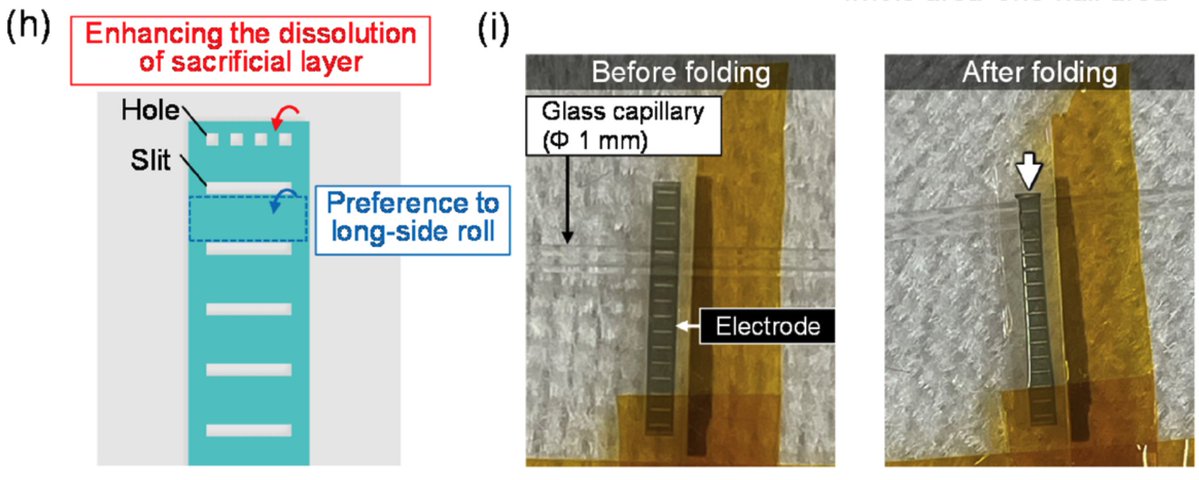 (h)
Enhancing the dissolution
of sacrificial layer
Hole
Slit
Preference to
long-side roll
(i)
Before folding
Glass capillary
(Φ 1 mm)
Electrode
After folding